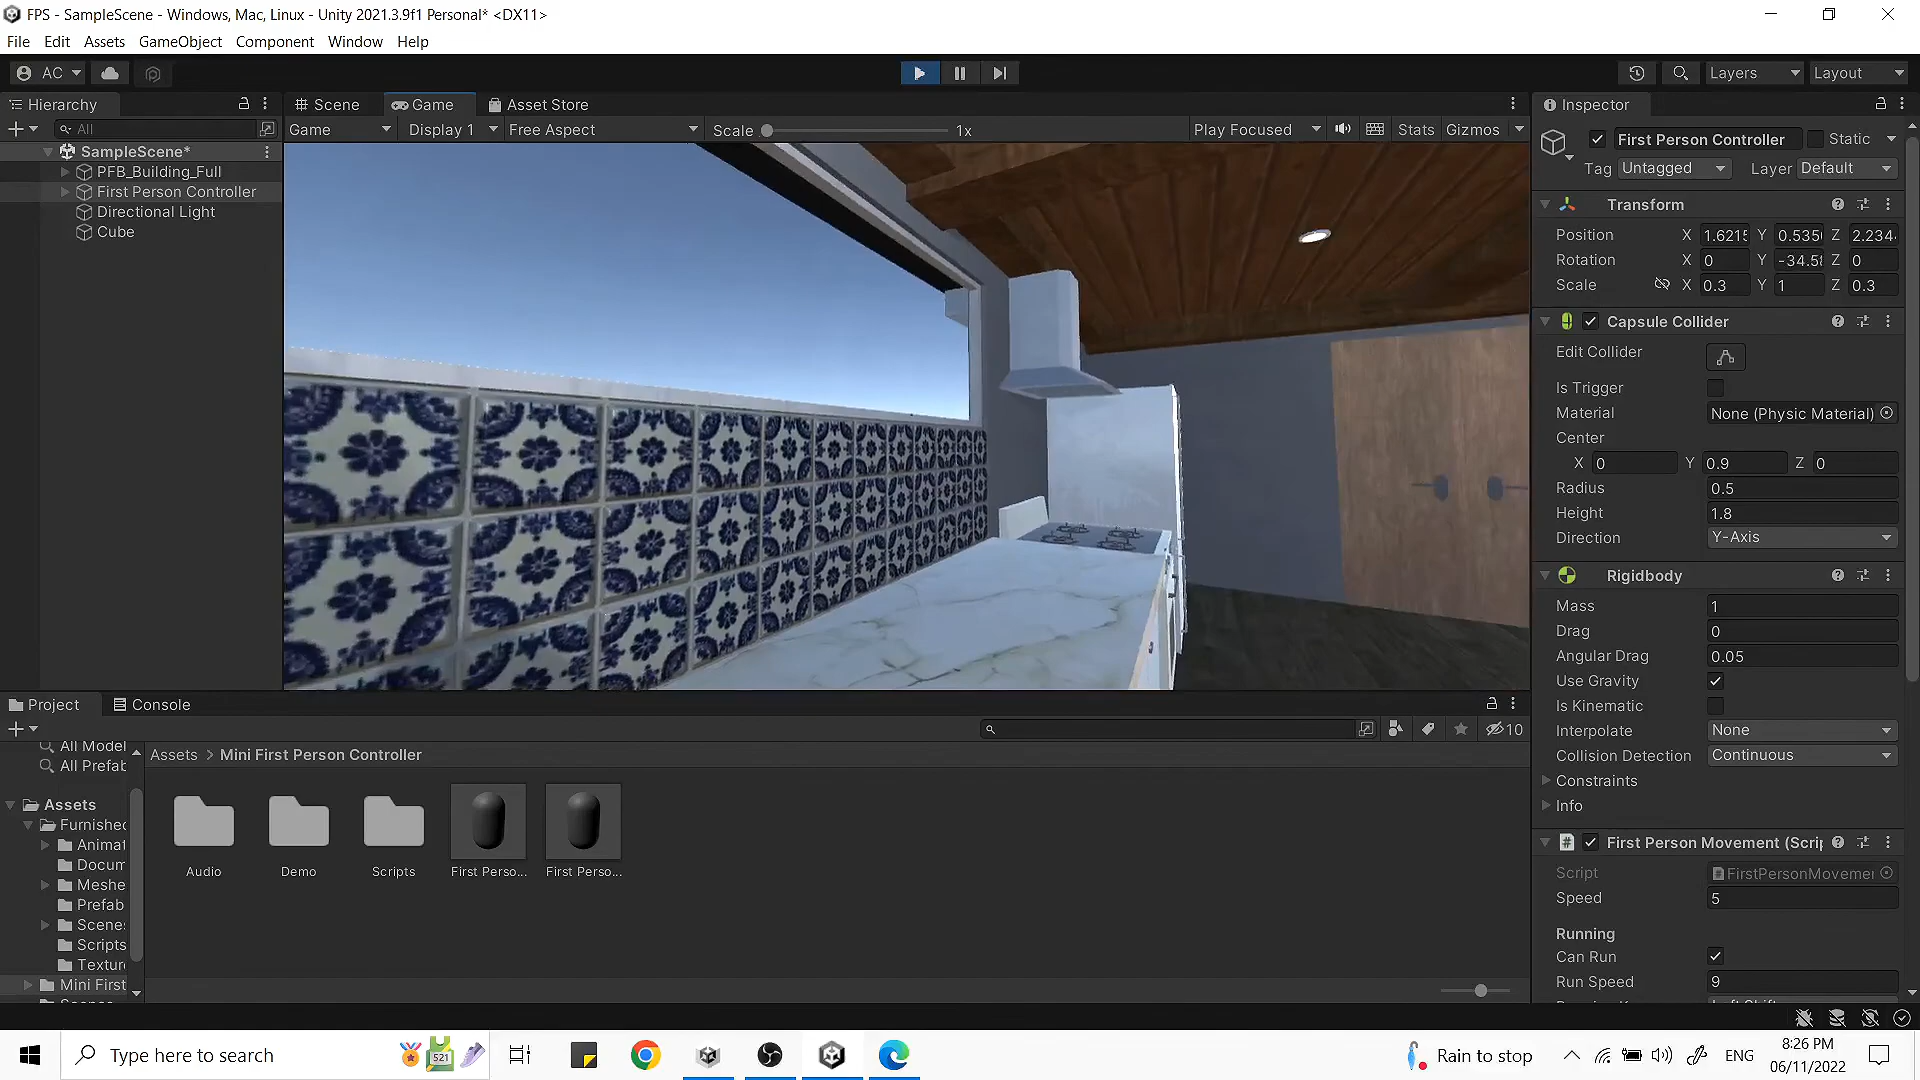 FPS - SampleScene - Windows, Mac, Linux - Unity 2021.3.9f1 Personal* <DX11>
File Edit Assets GameObject Component Window Help
AC Layers Layout
Hierarchy Scene Game Asset Store Inspector
All Game Display 1 Free Aspect Scale 1x Play Focused Stats Gizmos
First Person Controller Static
SampleScene*
PFB_Building_Full
First Person Controller
Directional Light
Cube
Tag Untagged Layer Default
Transform
Position X 1.6215 Y 0.535 Z 2.234
Rotation X 0 Y -34.5 Z 0
Scale X 0.3 Y 1 Z 0.3
Capsule Collider
Edit Collider
Is Trigger
Material None (Physic Material)
Center
X 0 Y 0.9 Z 0
Radius 0.5
Height 1.8
Direction Y-Axis
Rigidbody
Mass 1
Drag 0
Angular Drag 0.05
Use Gravity
Is Kinematic
Interpolate None
Collision Detection Continuous
Constraints
Info
First Person Movement (Scri
Script FirstPersonMovemer
Speed 5
Running
Can Run
Run Speed 9
Project Console
10
All Model
All Prefab
Assets
Furnished
Animat
Docum
Meshe
Prefab
Scenes
Scripts
Textur
Mini First
Assets > Mini First Person Controller
Audio Demo Scripts First Perso... First Perso...
Type here to search
521
Rain to stop
ENG
8:26 PM
06/11/2022